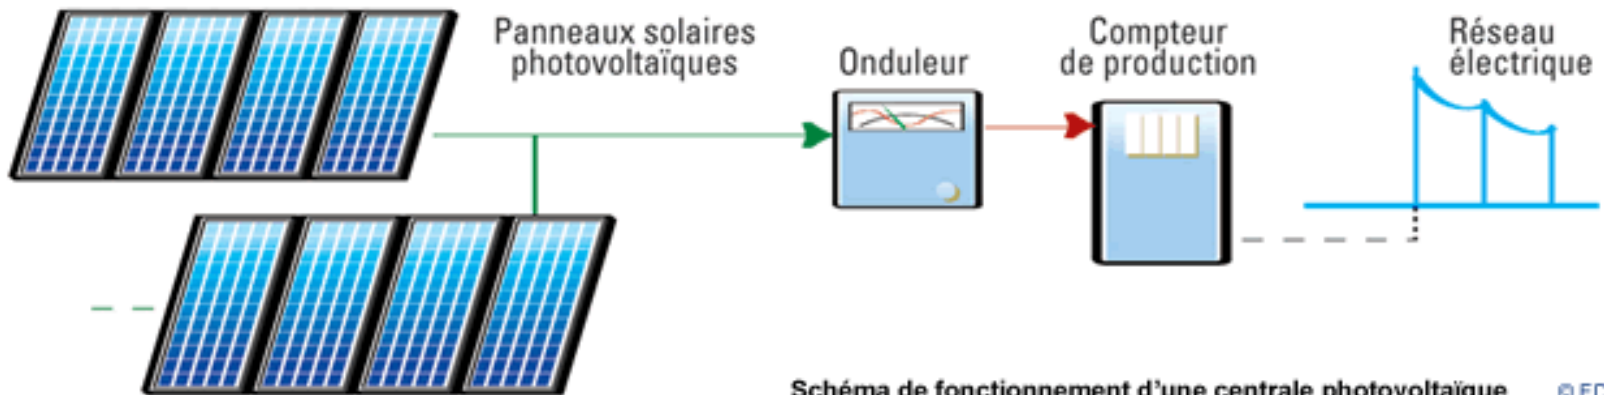 Panneaux solaires
photovoltaïques
Onduleur
Compteur
de production
Réseau
électrique
Schéma de fonctionnement d'une centrale photovoltaïque